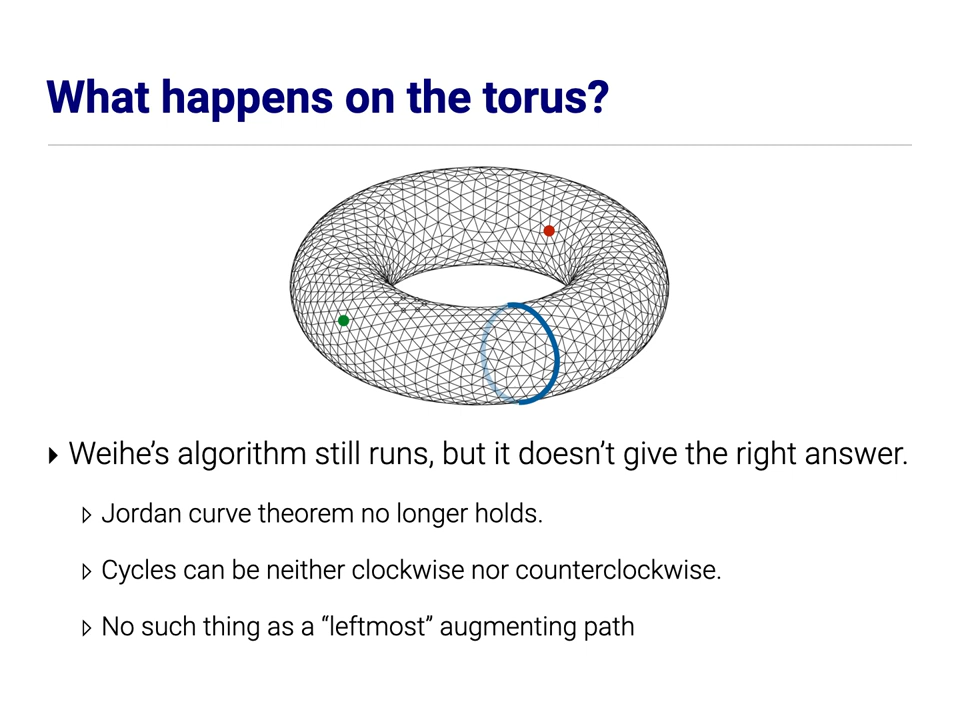 What happens on the torus?
▸ Weihe’s algorithm still runs, but it doesn’t give the right answer.
▹ Jordan curve theorem no longer holds.
▹ Cycles can be neither clockwise nor counterclockwise.
▹ No such thing as a “leftmost” augmenting path